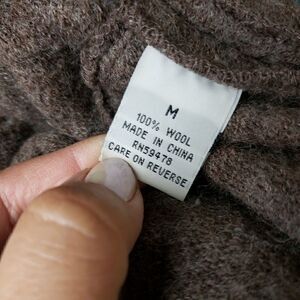 M
100% WOOL
MADE IN CHINA
RN59478
CARE ON REVERSE